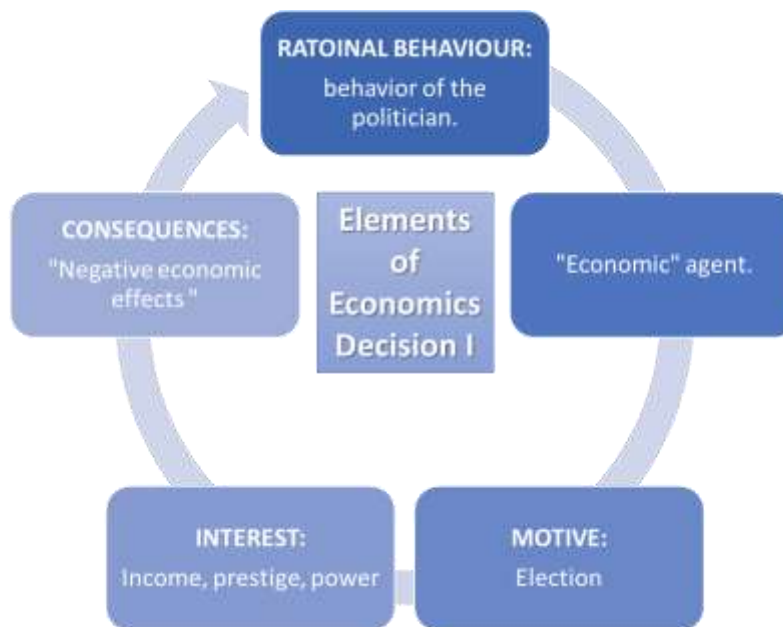 RATOINAL BEHAVIOUR:
behavior of the
politician.
"Economic" agent.
MOTIVE:
Election
INTEREST:
Income, prestige, power
CONSEQUENCES:
"Negative economic
effects "
Elements
of
Economics
Decision I